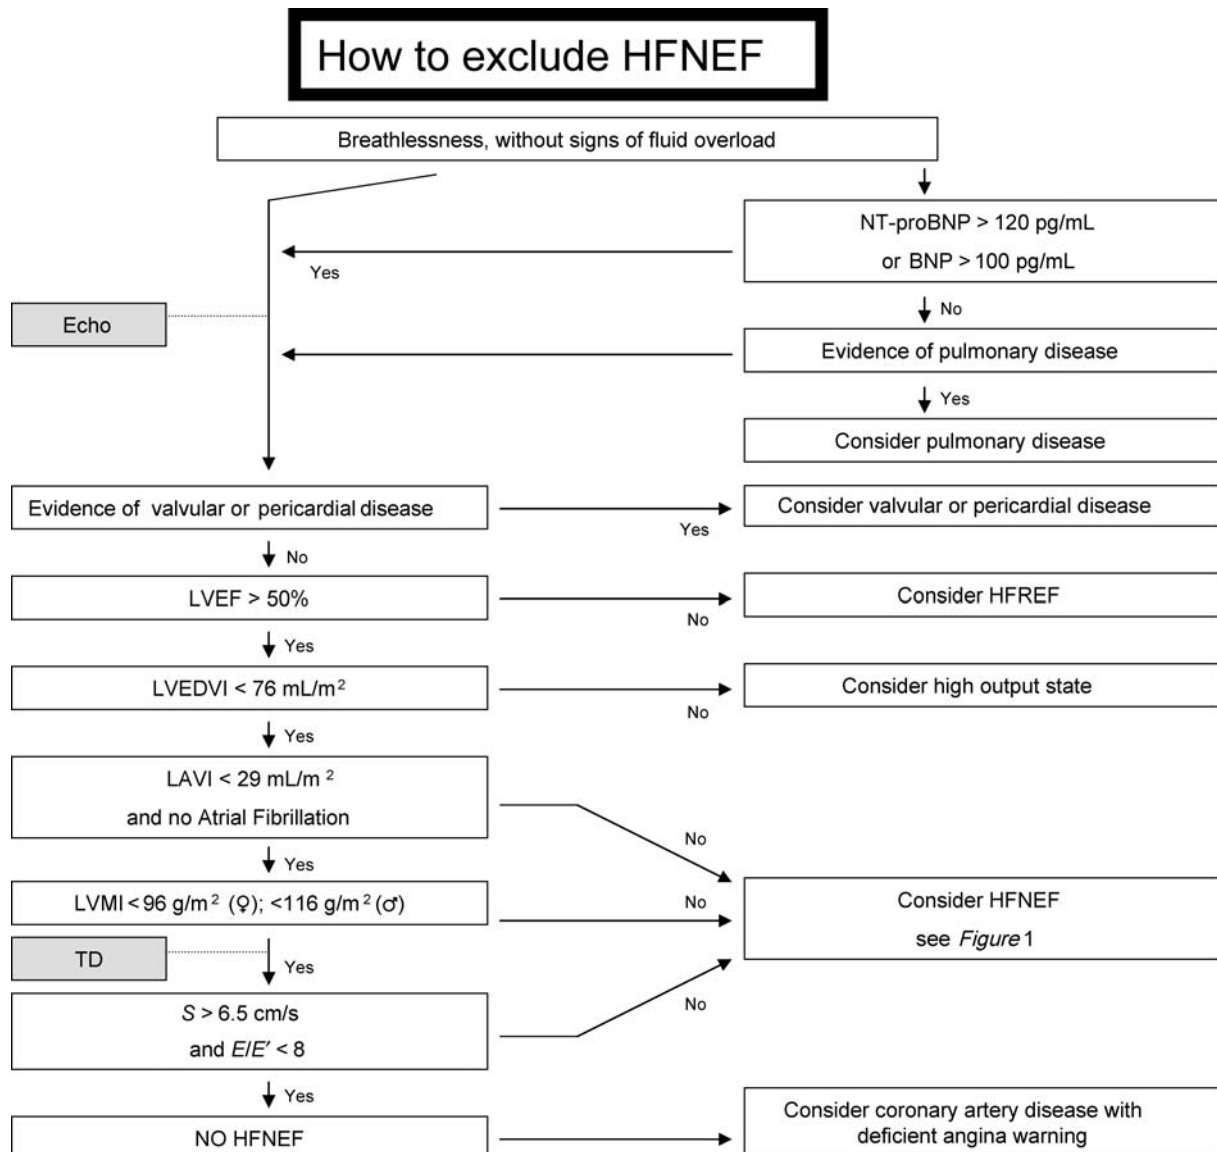 How to exclude HFNEF
Breathlessness, without signs of fluid overload
NT-proBNP > 120 pg/mL
or BNP > 100 pg/mL
Yes
Echo
No
Evidence of pulmonary disease
Yes
Consider pulmonary disease
Evidence of valvular or pericardial disease
Yes
Consider valvular or pericardial disease
No
LVEF > 50%
No
Consider HFREF
Yes
LVEDVI < 76 mL/m²
No
Consider high output state
Yes
LAVI < 29 mL/m ²
and no Atrial Fibrillation
No
Yes
LVMI < 96 g/m² (♀); <116 g/m² (♂)
No
Consider HFNEF
see Figure 1
TD
Yes
S > 6.5 cm/s
and E/E′ < 8
No
Yes
NO HFNEF
Consider coronary artery disease with
deficient angina warning